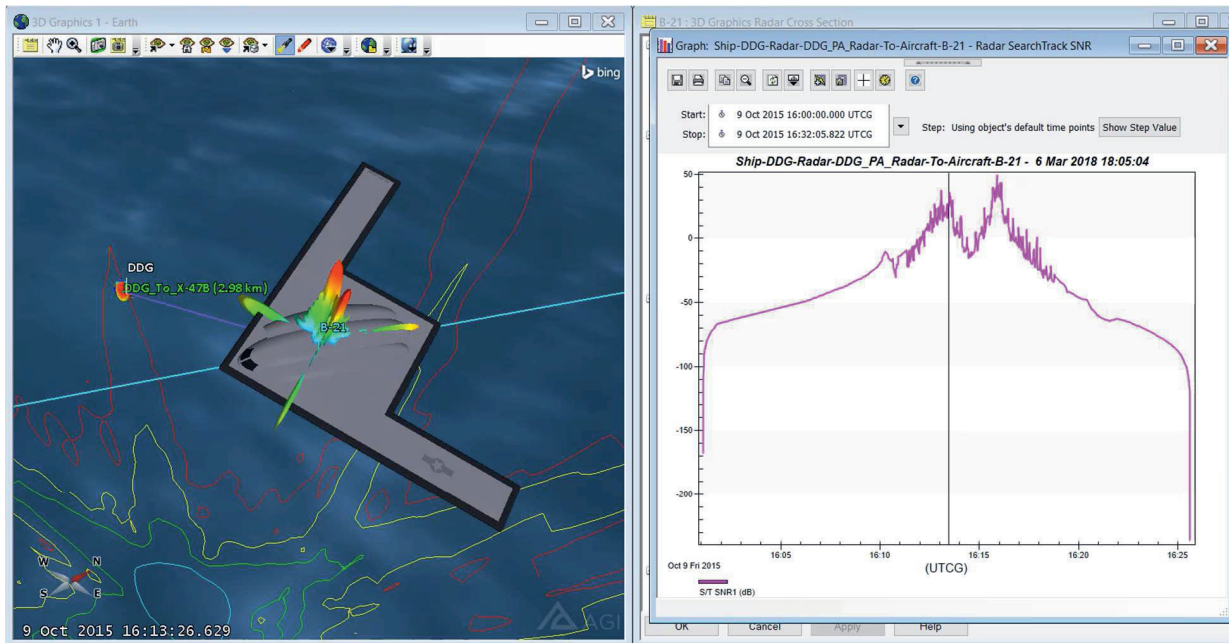 3D Graphics 1 - Earth
bing
DDG
DDG_To_X-47B (2.98 km)
B-21
W N
S E
9 Oct 2015 16:13:26.629
AGI
B-21 : 3D Graphics Radar Cross Section
Graph: Ship-DDG-Radar-DDG_PA_Radar-To-Aircraft-B-21 - Radar SearchTrack SNR
Start: 9 Oct 2015 16:00:00.000 UTCG
Stop: 9 Oct 2015 16:32:05.822 UTCG
Step: Using object's default time points Show Step Value
Ship-DDG-Radar-DDG_PA_Radar-To-Aircraft-B-21 - 6 Mar 2018 18:05:04
50
0
-50
-100
-150
-200
16:05 16:10 16:15 16:20 16:25
Oct 9 Fri 2015
(UTCG)
S/T SNR1 (dB)
OK Cancel Apply Help